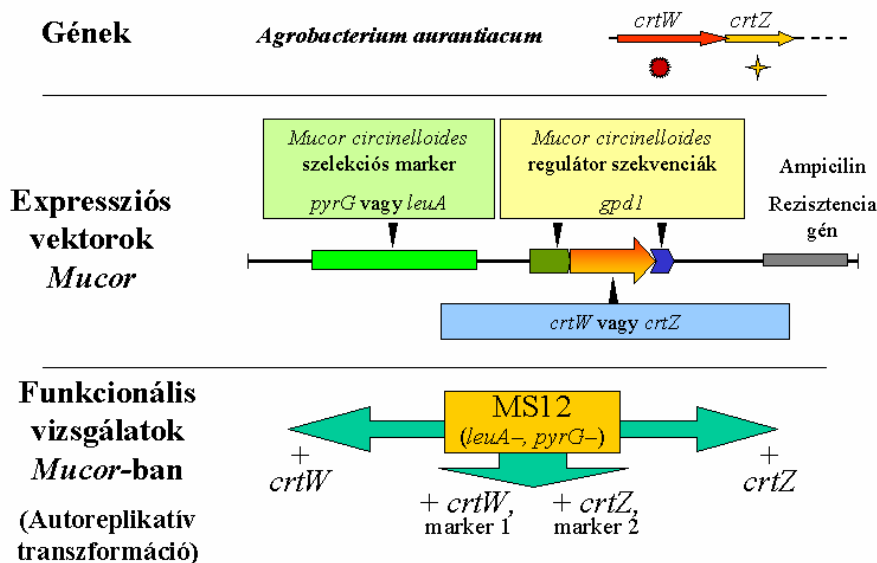 Gének
Agrobacterium aurantiacum
crtW crtZ
Expressziós
vektorok
Mucor
Mucor circinelloides
szelekciós marker
pyrG vagy leuA
Mucor circinelloides
regulátor szekvenciák
gpd1
Ampicilin
Rezisztencia
gén
crtW vagy crtZ
Funkcionális
vizsgálatok
Mucor-ban
(Autoreplikatív
transzformáció)
MS12
(leuA–, pyrG–)
+
crtW
+ crtW,
marker 1
+ crtZ,
marker 2
+
crtZ